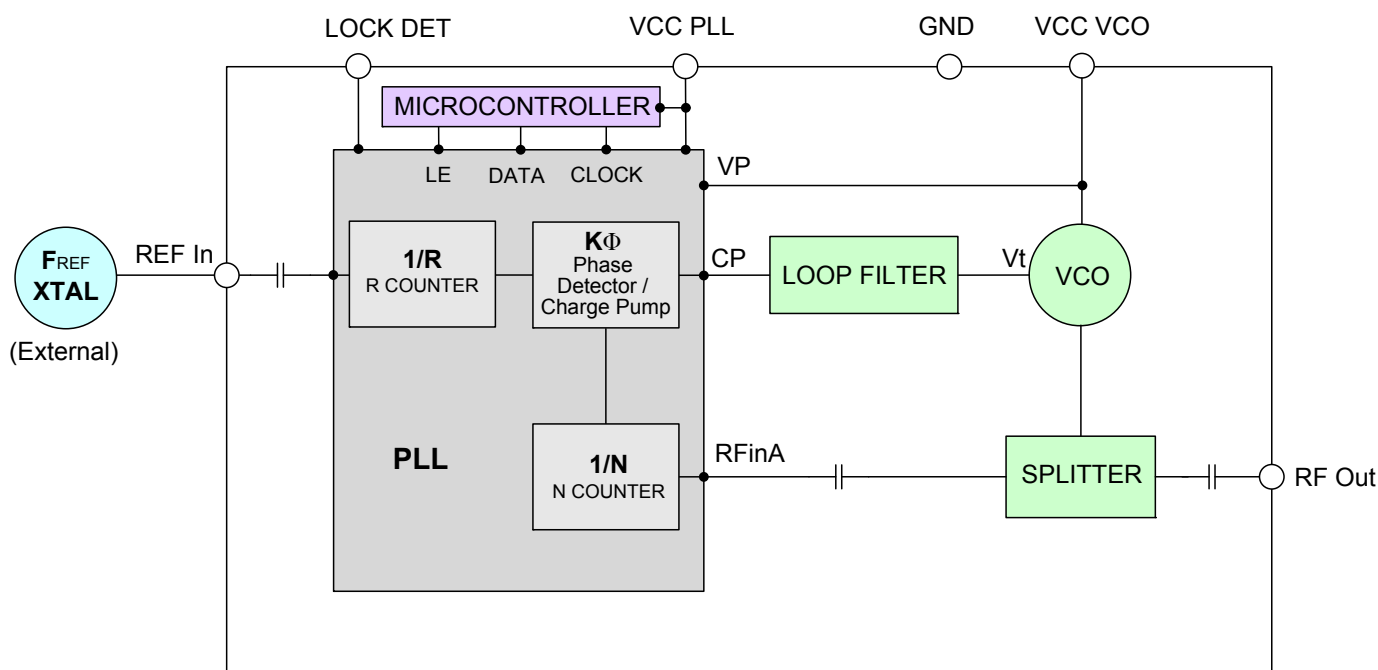 LOCK DET
VCC PLL
GND
VCC VCO
MICROCONTROLLER
LE
DATA
CLOCK
VP
FREF
XTAL
(External)
REF In
1/R
R COUNTER
KΦ
Phase
Detector /
Charge Pump
CP
LOOP FILTER
Vt
VCO
PLL
1/N
N COUNTER
RFinA
SPLITTER
RF Out